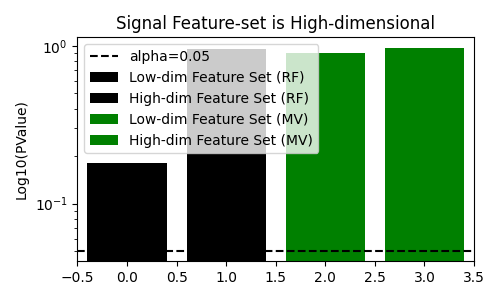 Signal Feature-set is High-dimensional
Log10(PValue)
10^0
10^-1
alpha=0.05
Low-dim Feature Set (RF)
High-dim Feature Set (RF)
Low-dim Feature Set (MV)
High-dim Feature Set (MV)
−0.5 0.0 0.5 1.0 1.5 2.0 2.5 3.0 3.5